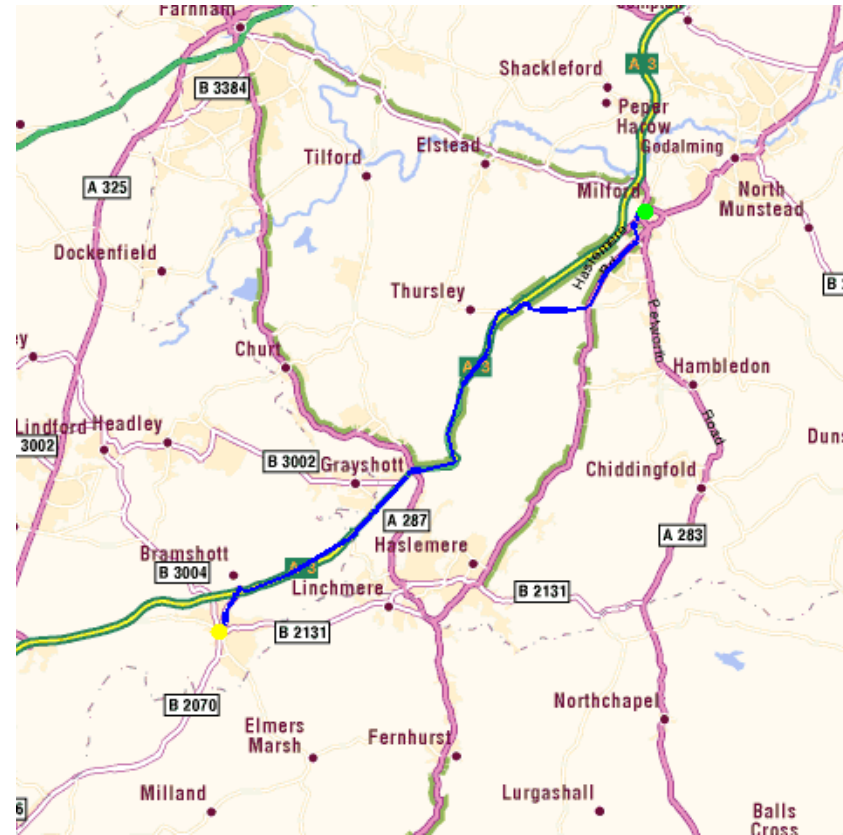 Farnham
B 3384
A 3
Shackleford
Peper
Harow
Godalming
Tilford
Elstead
Milford
North
Munstead
A 325
Dockenfield
Haslemere
Rd
Thursley
B
Petworth
Road
Churt
A 3
Hambledon
Lindford
Headley
3002
B 3002
Grayshott
Chiddingfold
A 287
A 283
Haslemere
Bramshott
A 3
B 3004
Linchmere
B 2131
B 2131
B 2070
Elmers
Marsh
Fernhurst
Northchapel
Milland
Lurgashall
Balls
Cross